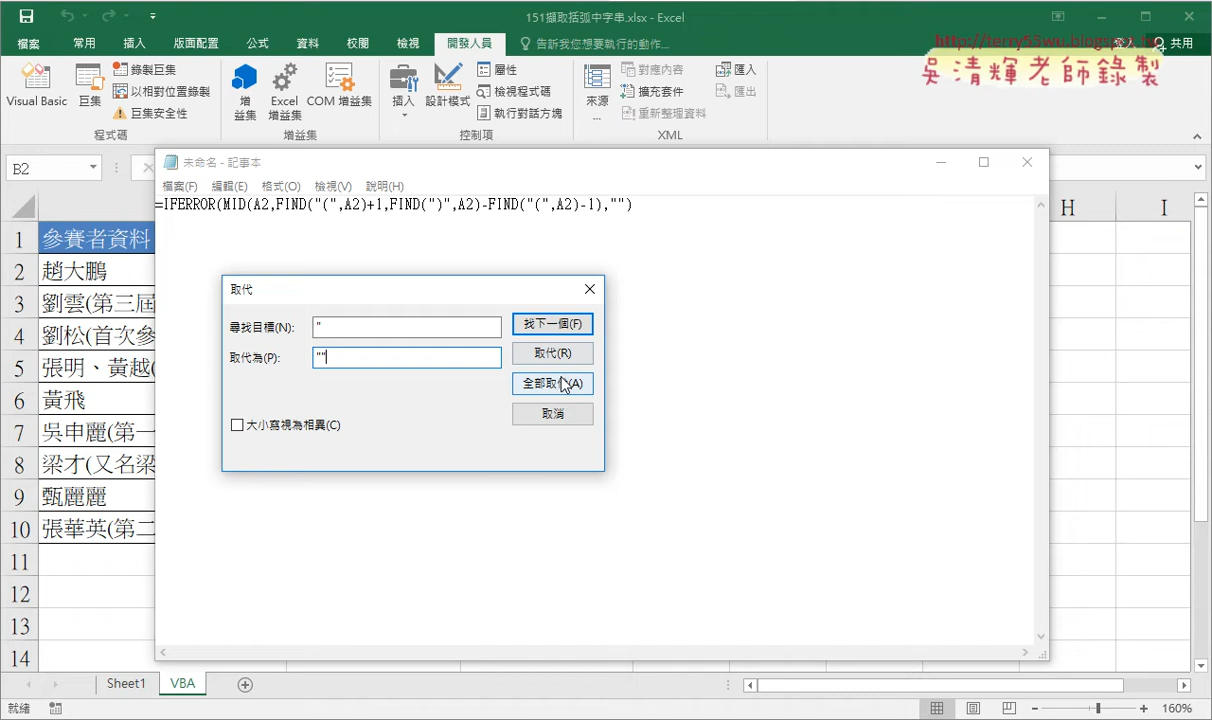 151擷取括弧中字串.xlsx - Excel
檔案 常用 插入 版面配置 公式 資料 校閱 檢視 開發人員 告訴我您想要執行的動作... 登入 共用
http://terry55wu.blogspot.tw
吳清輝老師錄製
Visual Basic 巨集 錄製巨集 以相對位置錄製 巨集安全性 程式碼
增益集 Excel 增益集 COM 增益集 增益集
插入 設計模式 屬性 檢視程式碼 執行對話方塊 控制項
來源... 對應內容 擴充套件 重新整理資料 匯入 匯出 XML
B2
未命名 - 記事本
檔案(F) 編輯(E) 格式(O) 檢視(V) 說明(H)
=IFERROR(MID(A2,FIND("(",A2)+1,FIND(")",A2)-FIND("(",A2)-1),"")
H I
1 參賽者資料
2 趙大鵬
3 劉雲(第三屆
4 劉松(首次參
5 張明、黃越(
6 黃飛
7 吳申麗(第一
8 梁才(又名梁
9 甄麗麗
10 張華英(第二
11
12
13
14
取代
尋找目標(N): " 找下一個(F)
取代為(P): "" 取代(R)
全部取代(A)
取消
大小寫視為相異(C)
Sheet1 VBA
就緒 160%